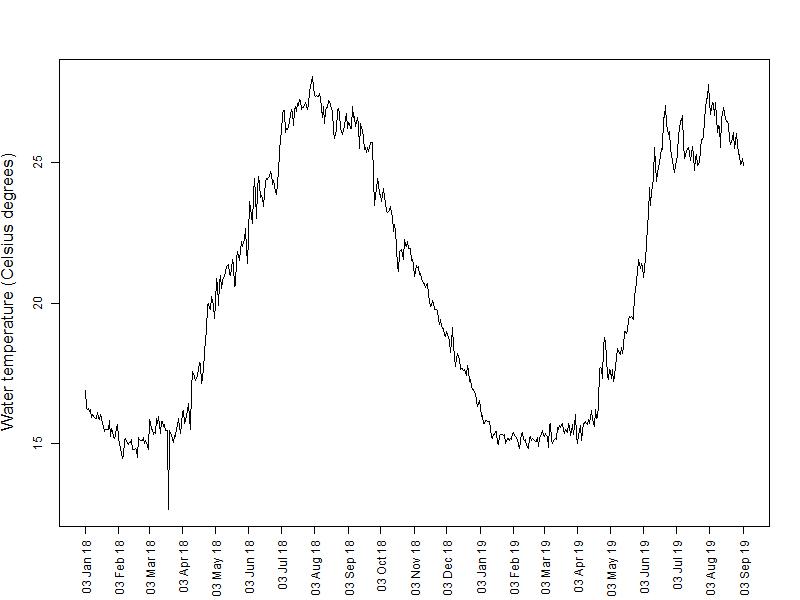 Water temperature (Celsius degrees)
25
20
15
03 Jan 18
03 Feb 18
03 Mar 18
03 Apr 18
03 May 18
03 Jun 18
03 Jul 18
03 Aug 18
03 Sep 18
03 Oct 18
03 Nov 18
03 Dec 18
03 Jan 19
03 Feb 19
03 Mar 19
03 Apr 19
03 May 19
03 Jun 19
03 Jul 19
03 Aug 19
03 Sep 19